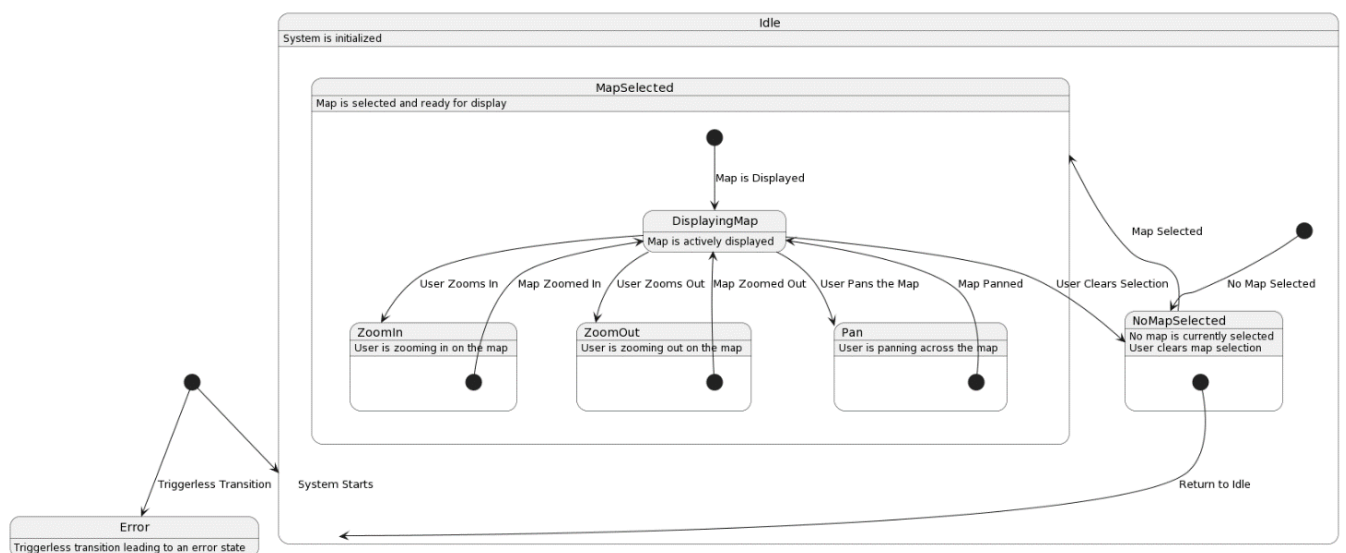 Idle
System is initialized
MapSelected
Map is selected and ready for display
Map is Displayed
DisplayingMap
Map is actively displayed
Map Selected
User Zooms In
Map Zoomed In
User Zooms Out
Map Zoomed Out
User Pans the Map
Map Panned
User Clears Selection
No Map Selected
ZoomIn
User is zooming in on the map
ZoomOut
User is zooming out on the map
Pan
User is panning across the map
NoMapSelected
No map is currently selected
User clears map selection
Triggerless Transition
System Starts
Return to Idle
Error
Triggerless transition leading to an error state